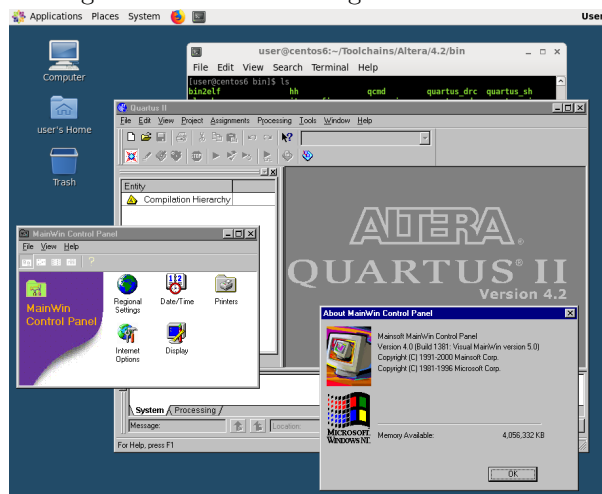 Applications Places System
User
Computer
user's Home
Trash
user@centos6:~/Toolchains/Altera/4.2/bin
File Edit View Search Terminal Help
[user@centos6 bin]$ ls
bin2elf hh qcmd quartus_drc quartus_sh
Quartus II
File Edit View Project Assignments Processing Tools Window Help
Entity
Compilation Hierarchy
ALTERA
QUARTUS® II
Version 4.2
MainWin Control Panel
File View Help
MainWin
Control Panel
Regional
Settings
Date/Time
Printers
Internet
Options
Display
About MainWin Control Panel
Mainsoft MainWin Control Panel
Version 4.0 (Build 1381: Visual MainWin version 5.0)
Copyright (C) 1991-2000 Mainsoft Corp.
Copyright (C) 1981-1996 Microsoft Corp.
MICROSOFT.
WINDOWS NT.
Memory Available: 4,056,332 KB
OK
System Processing
Message: Location:
For Help, press F1